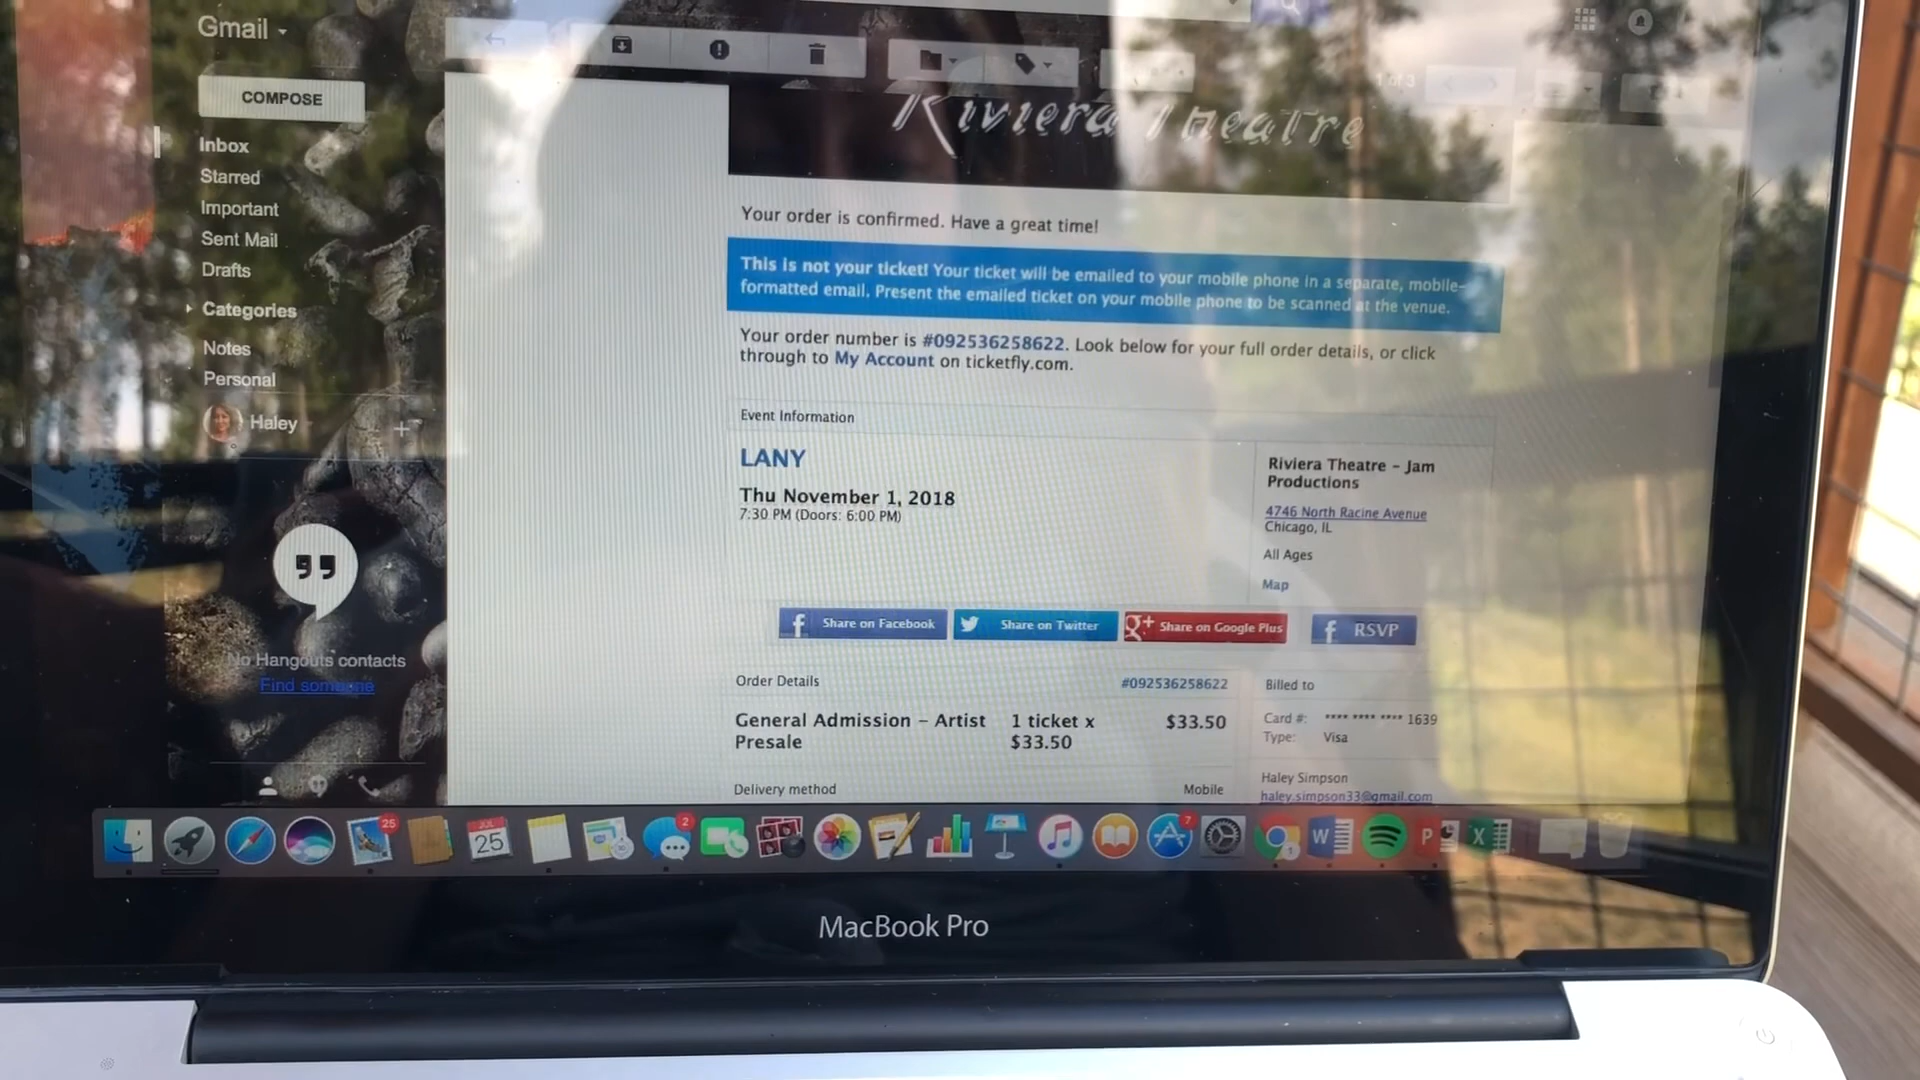 Gmail
COMPOSE
Inbox
Starred
Important
Sent Mail
Drafts
Categories
Notes
Personal
Haley
No Hangouts contacts
Find someone
Riviera Theatre
Your order is confirmed. Have a great time!
This is not your ticket! Your ticket will be emailed to your mobile phone in a separate, mobile-
formatted email. Present the emailed ticket on your mobile phone to be scanned at the venue.
Your order number is #092536258622. Look below for your full order details, or click
through to My Account on ticketfly.com.
Event Information
LANY
Thu November 1, 2018
7:30 PM (Doors: 6:00 PM)
Riviera Theatre - Jam
Productions
4746 North Racine Avenue
Chicago, IL
All Ages
Map
Share on Facebook
Share on Twitter
g+ Share on Google Plus
RSVP
Order Details #092536258622
General Admission - Artist
Presale
1 ticket x
$33.50
$33.50
Delivery method Mobile
Billed to
Card #: **** **** **** 1639
Type: Visa
Haley Simpson
haley.simpson33@gmail.com
25
JUL
25
2
7
1
W
P
X
MacBook Pro